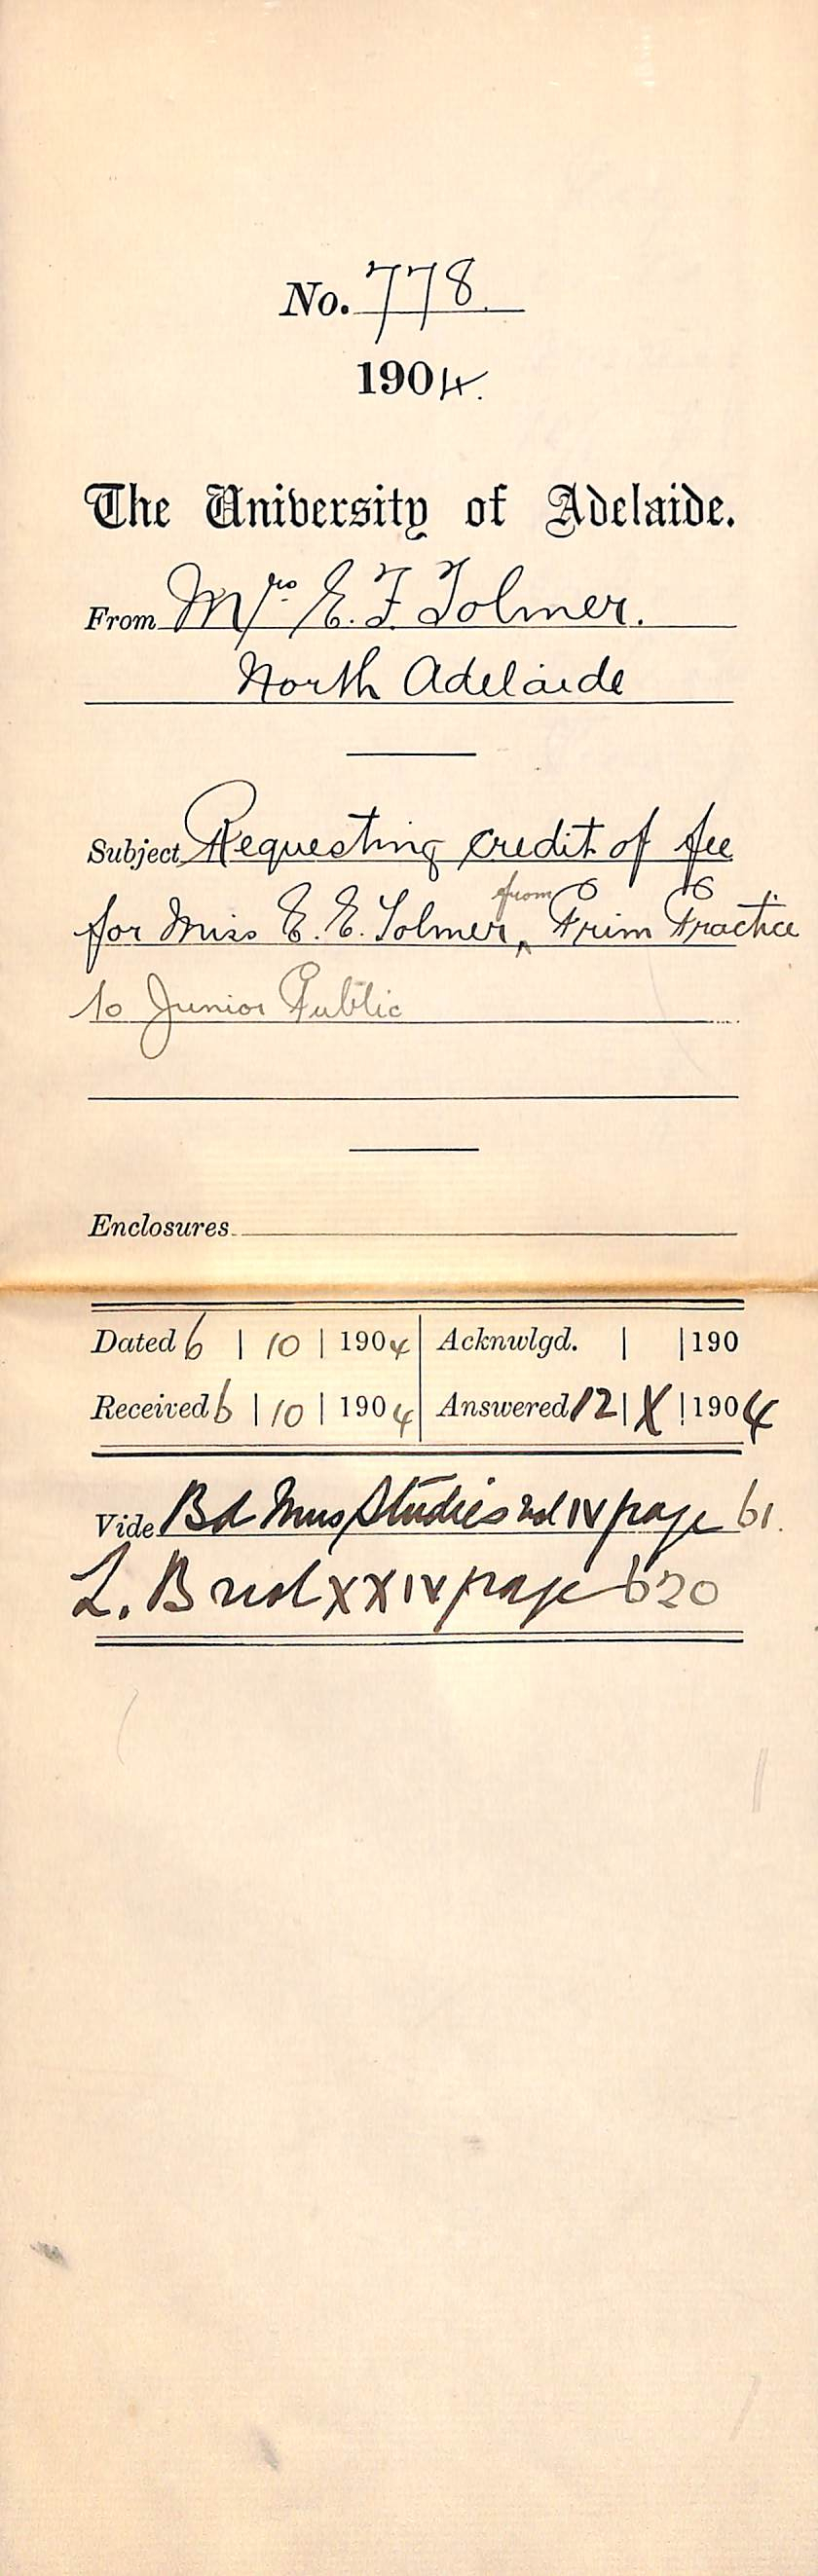 No. 778.
1904.
The University of Adelaide.
From Mrs. E. F. Tolmer.
North Adelaide
Subject Requesting credit of fee
for Miss E. E. Tolmer, from Prim Practice
to Junior Public
Enclosures
Dated 6 | 10 | 1904 Acknwlgd. | | 190
Received 6 | 10 | 1904 Answered 12 | X | 1904
Vide Bd Mus Studies vol IV page 61.
L. B vol XXIV page 620